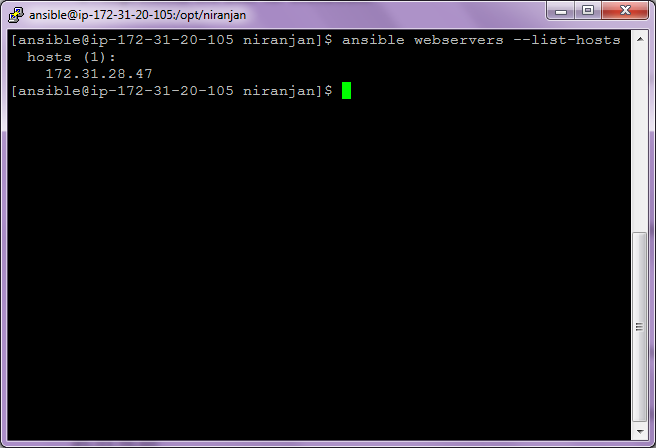 ansible@ip-172-31-20-105:/opt/niranjan
[ansible@ip-172-31-20-105 niranjan]$ ansible webservers --list-hosts
  hosts (1):
    172.31.28.47
[ansible@ip-172-31-20-105 niranjan]$